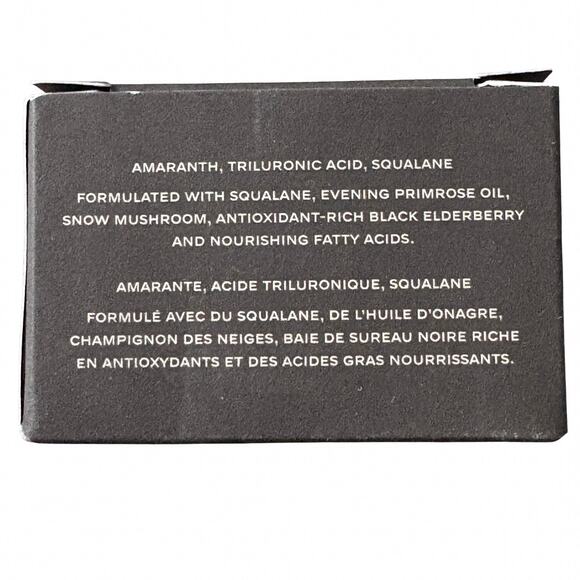 AMARANTH, TRILURONIC ACID, SQUALANE
FORMULATED WITH SQUALANE, EVENING PRIMROSE OIL,
SNOW MUSHROOM, ANTIOXIDANT-RICH BLACK ELDERBERRY
AND NOURISHING FATTY ACIDS.
AMARANTE, ACIDE TRILURONIQUE, SQUALANE
FORMULÉ AVEC DU SQUALANE, DE L'HUILE D'ONAGRE,
CHAMPIGNON DES NEIGES, BAIE DE SUREAU NOIRE RICHE
EN ANTIOXYDANTS ET DES ACIDES GRAS NOURRISSANTS.